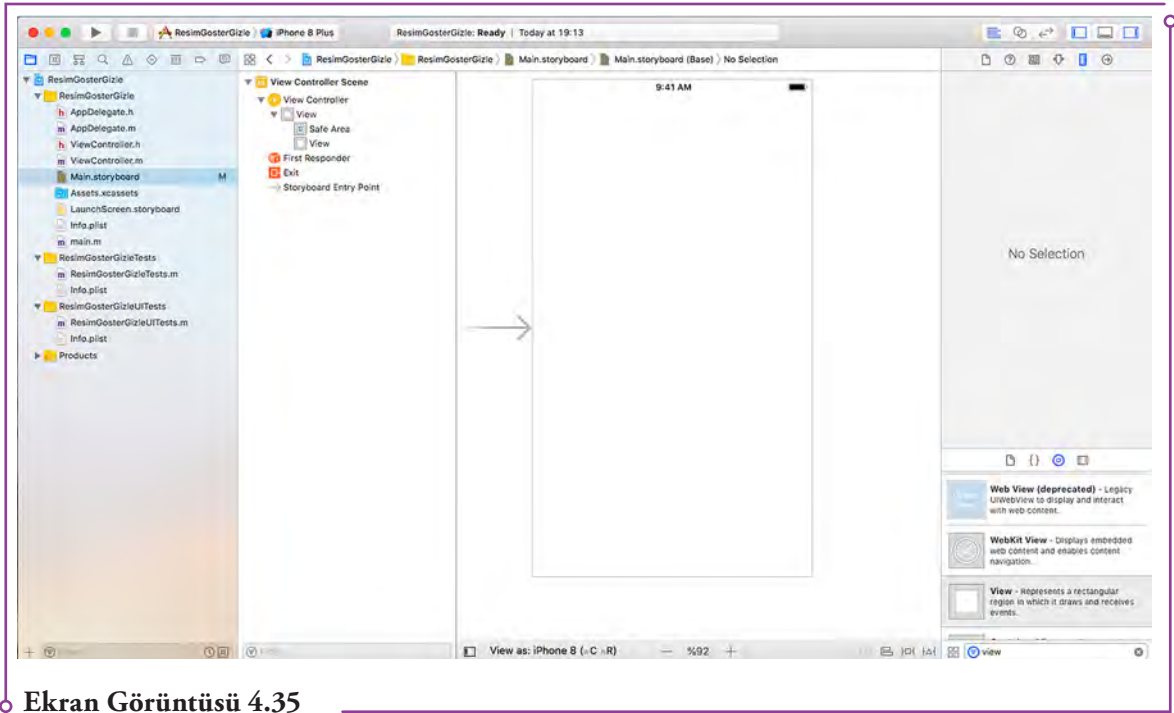 ResimGosterGizle
iPhone 8 Plus
ResimGosterGizle: Ready | Today at 19:13
ResimGosterGizle
ResimGosterGizle
Main.storyboard
Main.storyboard (Base)
No Selection
ResimGosterGizle
ResimGosterGizle
h AppDelegate.h
m AppDelegate.m
h ViewController.h
m ViewController.m
Main.storyboard M
Assets.xcassets
LaunchScreen.storyboard
Info.plist
m main.m
ResimGosterGizleTests
m ResimGosterGizleTests.m
Info.plist
ResimGosterGizleUITests
m ResimGosterGizleUITests.m
Info.plist
Products
View Controller Scene
View Controller
View
Safe Area
View
First Responder
Exit
Storyboard Entry Point
9:41 AM
View as: iPhone 8 (wC hR)
%92
No Selection
Web View (deprecated) - Legacy
UIWebView to display and interact
with web content.
WebKit View - Displays embedded
web content and enables content
navigation.
View - Represents a rectangular
region in which it draws and receives
events.
view
Ekran Görüntüsü 4.35